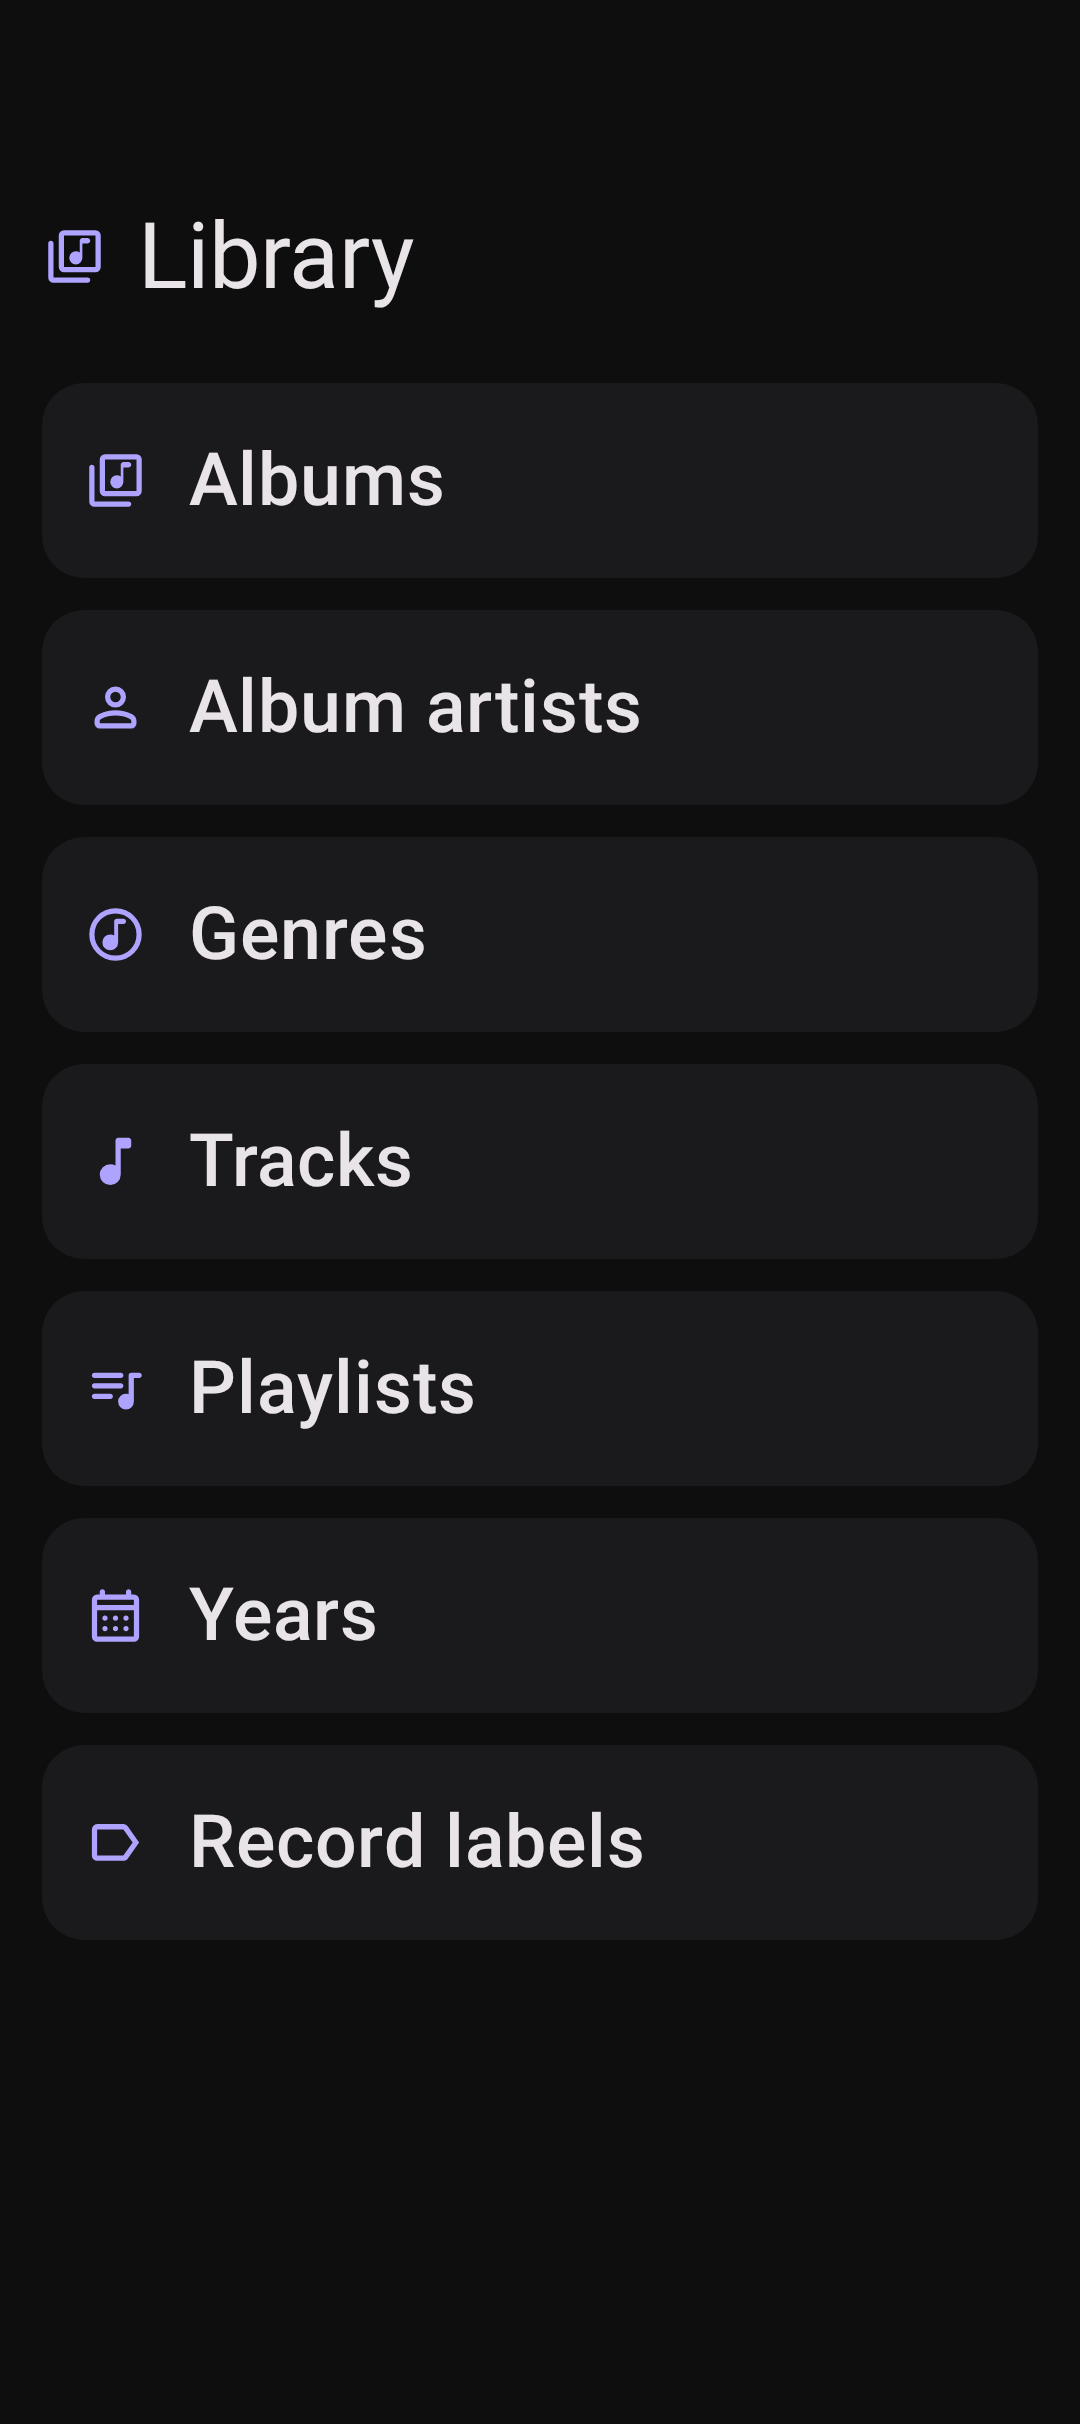 Library
Albums
Album artists
Genres
Tracks
Playlists
Years
Record labels